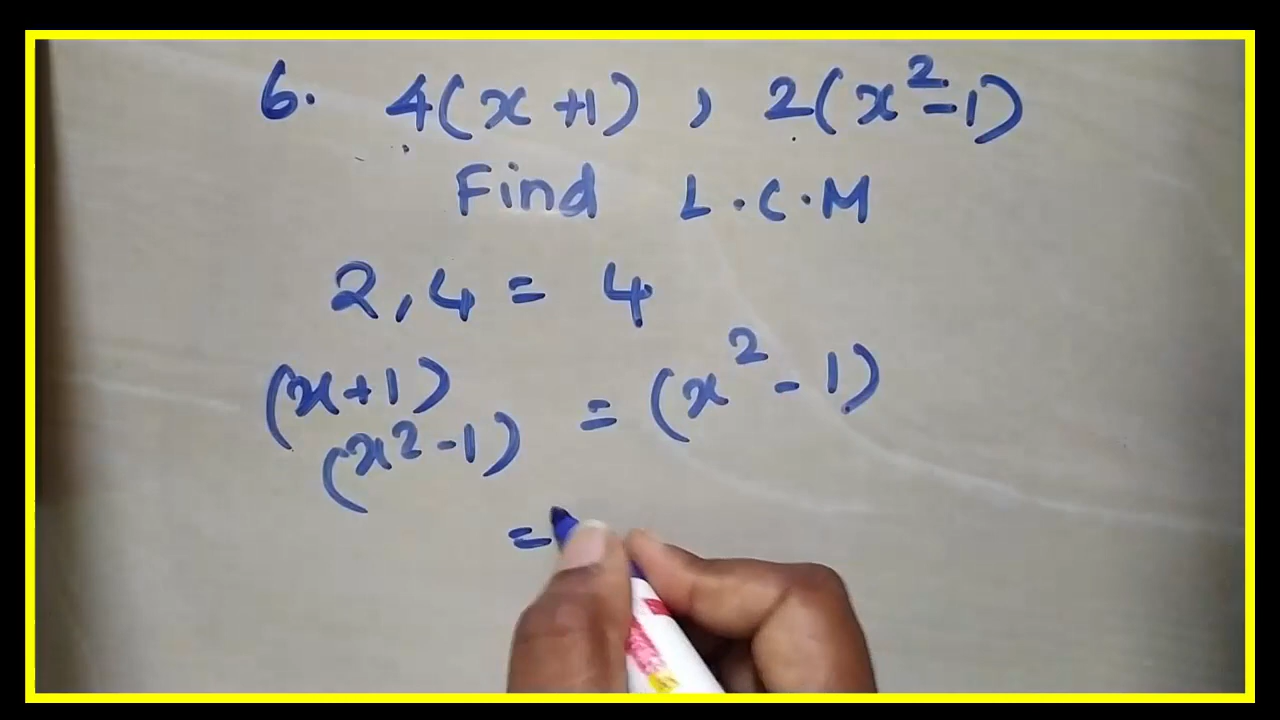 6. 4(x+1) , 2(x²-1)
Find L.C.M
2,4 = 4
(x+1)
(x²-1) = (x²-1)
=